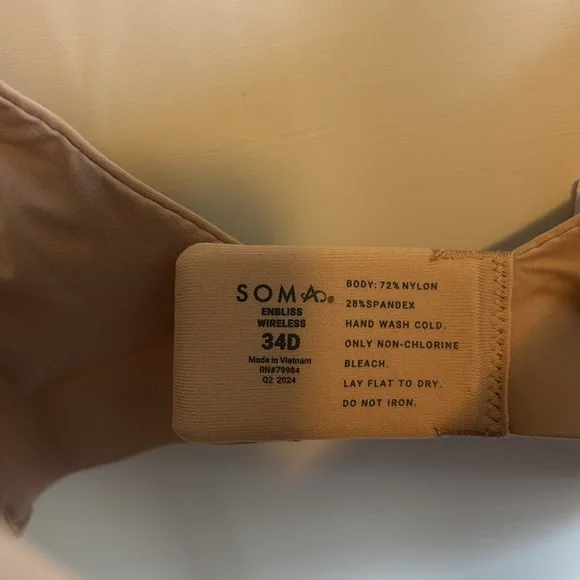 SOMA®
ENBLISS
WIRELESS
34D
Made in Vietnam
RN#79984
Q2 2024
BODY: 72% NYLON
28%SPANDEX
HAND WASH COLD.
ONLY NON-CHLORINE
BLEACH.
LAY FLAT TO DRY.
DO NOT IRON.